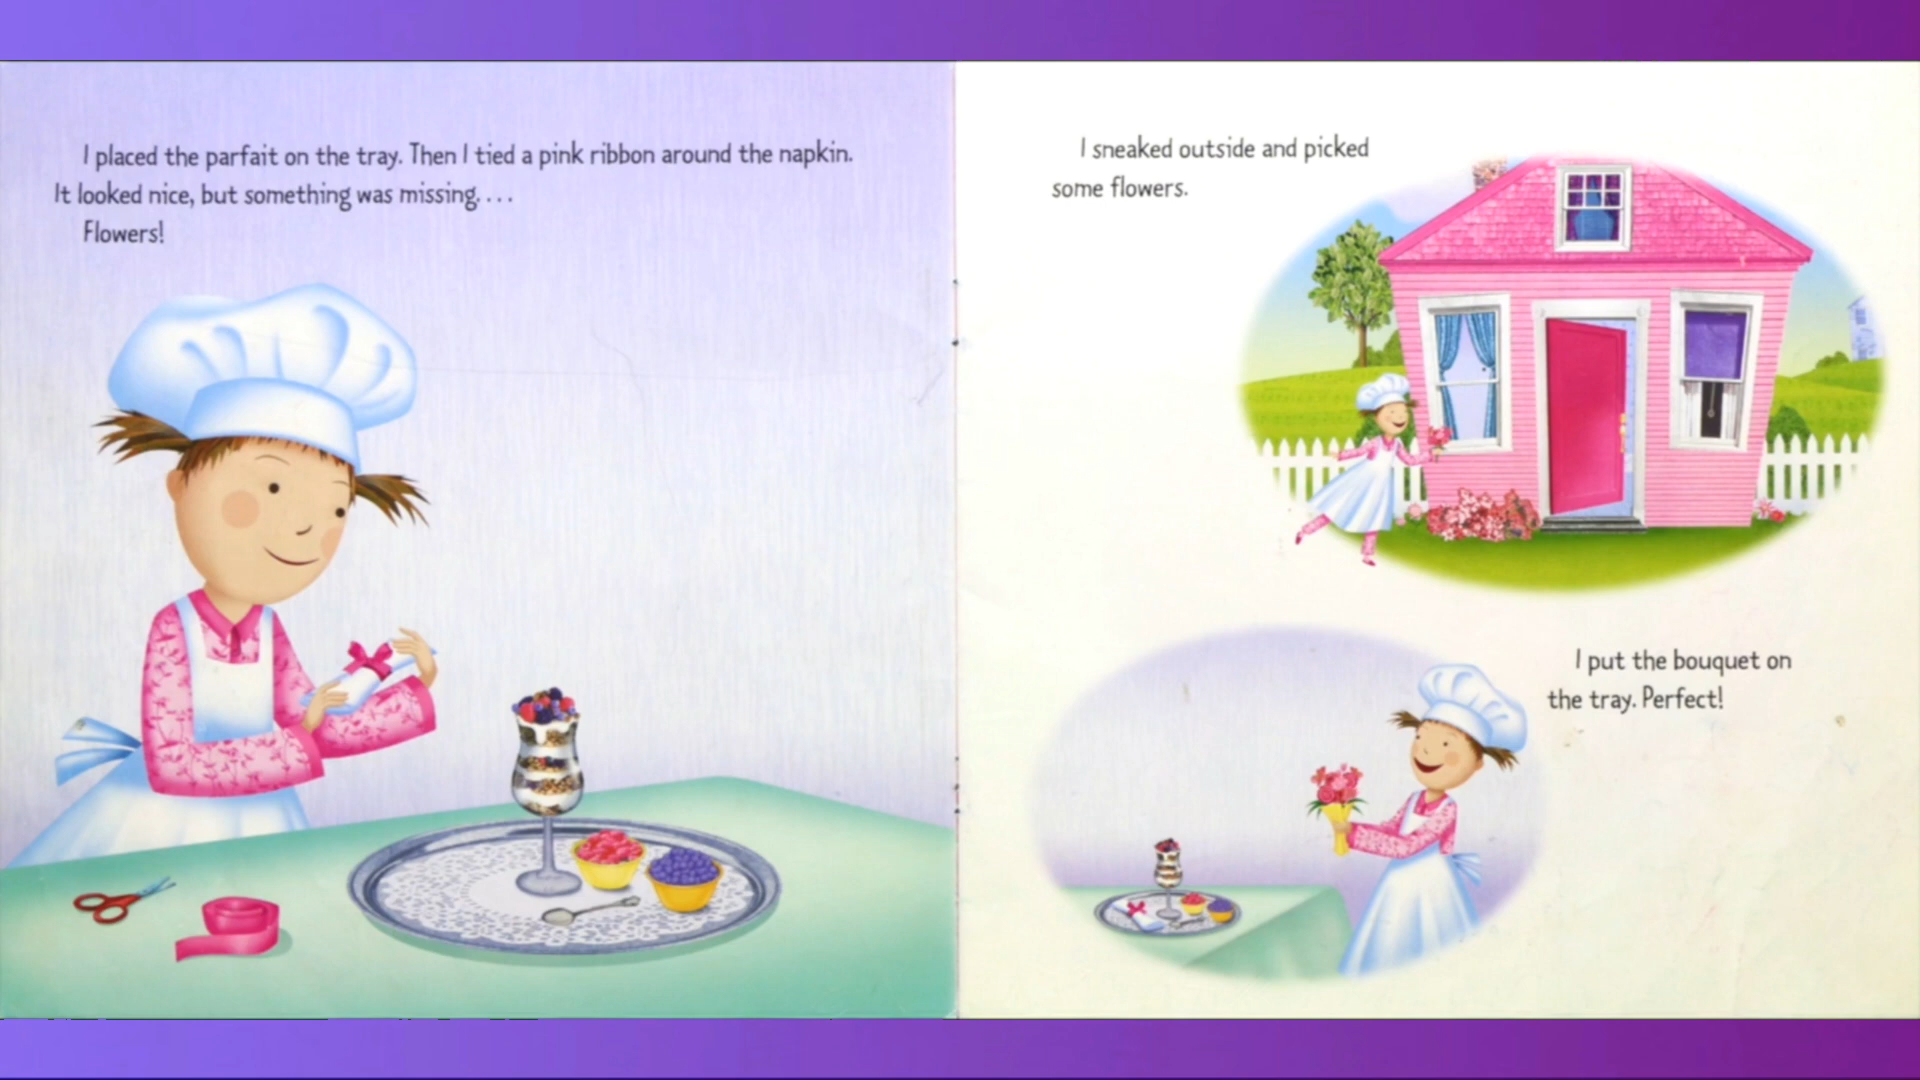 I placed the parfait on the tray. Then I tied a pink ribbon around the napkin.
It looked nice, but something was missing. . . .
Flowers!
I sneaked outside and picked
some flowers.
I put the bouquet on
the tray. Perfect!